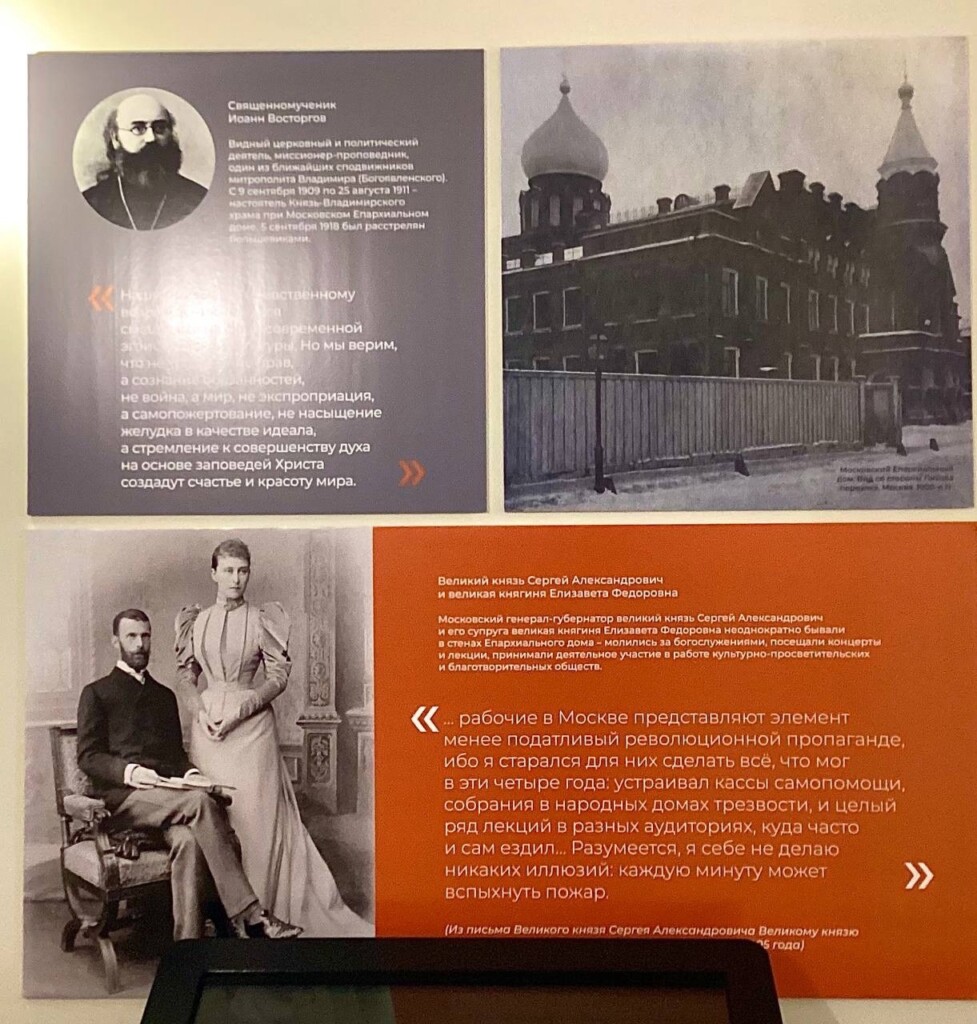 Священномученик
Иоанн Восторгов
Видный церковный и политический
деятель, миссионер-проповедник,
один из ближайших сподвижников
митрополита Владимира (Богоявленского).
С 9 сентября 1909 по 25 августа 1911 –
настоятель Князь-Владимирского
храма при Московском Епархиальном
доме. 5 сентября 1918 был расстрелян
большевиками.
«
современной
Но мы верим,
что
а
не война, а мир, не экспроприация,
а самопожертование, не насыщение
желудка в качестве идеала,
а стремление к совершенству духа
на основе заповедей Христа
создадут счастье и красоту мира. »
Московский Епархиальный
дом. Вид со стороны
Москва.
Великий князь Сергей Александрович
и великая княгиня Елизавета Федоровна
Московский генерал-губернатор великий князь Сергей Александрович
и его супруга великая княгиня Елизавета Федоровна неоднократно бывали
в стенах Епархиального дома – молились за богослужениями, посещали концерты
и лекции, принимали деятельное участие в работе культурно-просветительских
и благотворительных обществ.
« ... рабочие в Москве представляют элемент
менее податливый революционной пропаганде,
ибо я старался для них сделать всё, что мог
в эти четыре года: устраивал кассы самопомощи,
собрания в народных домах трезвости, и целый
ряд лекций в разных аудиториях, куда часто
и сам ездил... Разумеется, я себе не делаю
никаких иллюзий: каждую минуту может
вспыхнуть пожар. »
(Из письма Великого князя Сергея Александровича Великому князю
года)